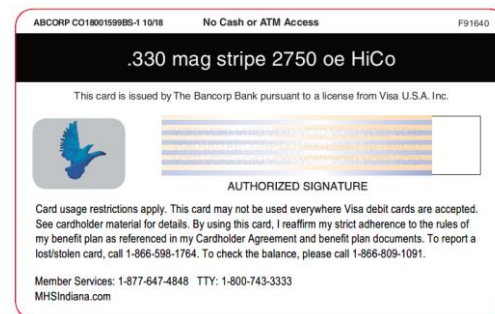 ABCORP CO18001599BS-1 10/18 No Cash or ATM Access F91640
.330 mag stripe 2750 oe HiCo
This card is issued by The Bancorp Bank pursuant to a license from Visa U.S.A. Inc.
AUTHORIZED SIGNATURE
Card usage restrictions apply. This card may not be used everywhere Visa debit cards are accepted.
See cardholder material for details. By using this card, I reaffirm my strict adherence to the rules of
my benefit plan as referenced in my Cardholder Agreement and benefit plan documents. To report a
lost/stolen card, call 1-866-598-1764. To check the balance, please call 1-866-809-1091.
Member Services: 1-877-647-4848 TTY: 1-800-743-3333
MHSIndiana.com